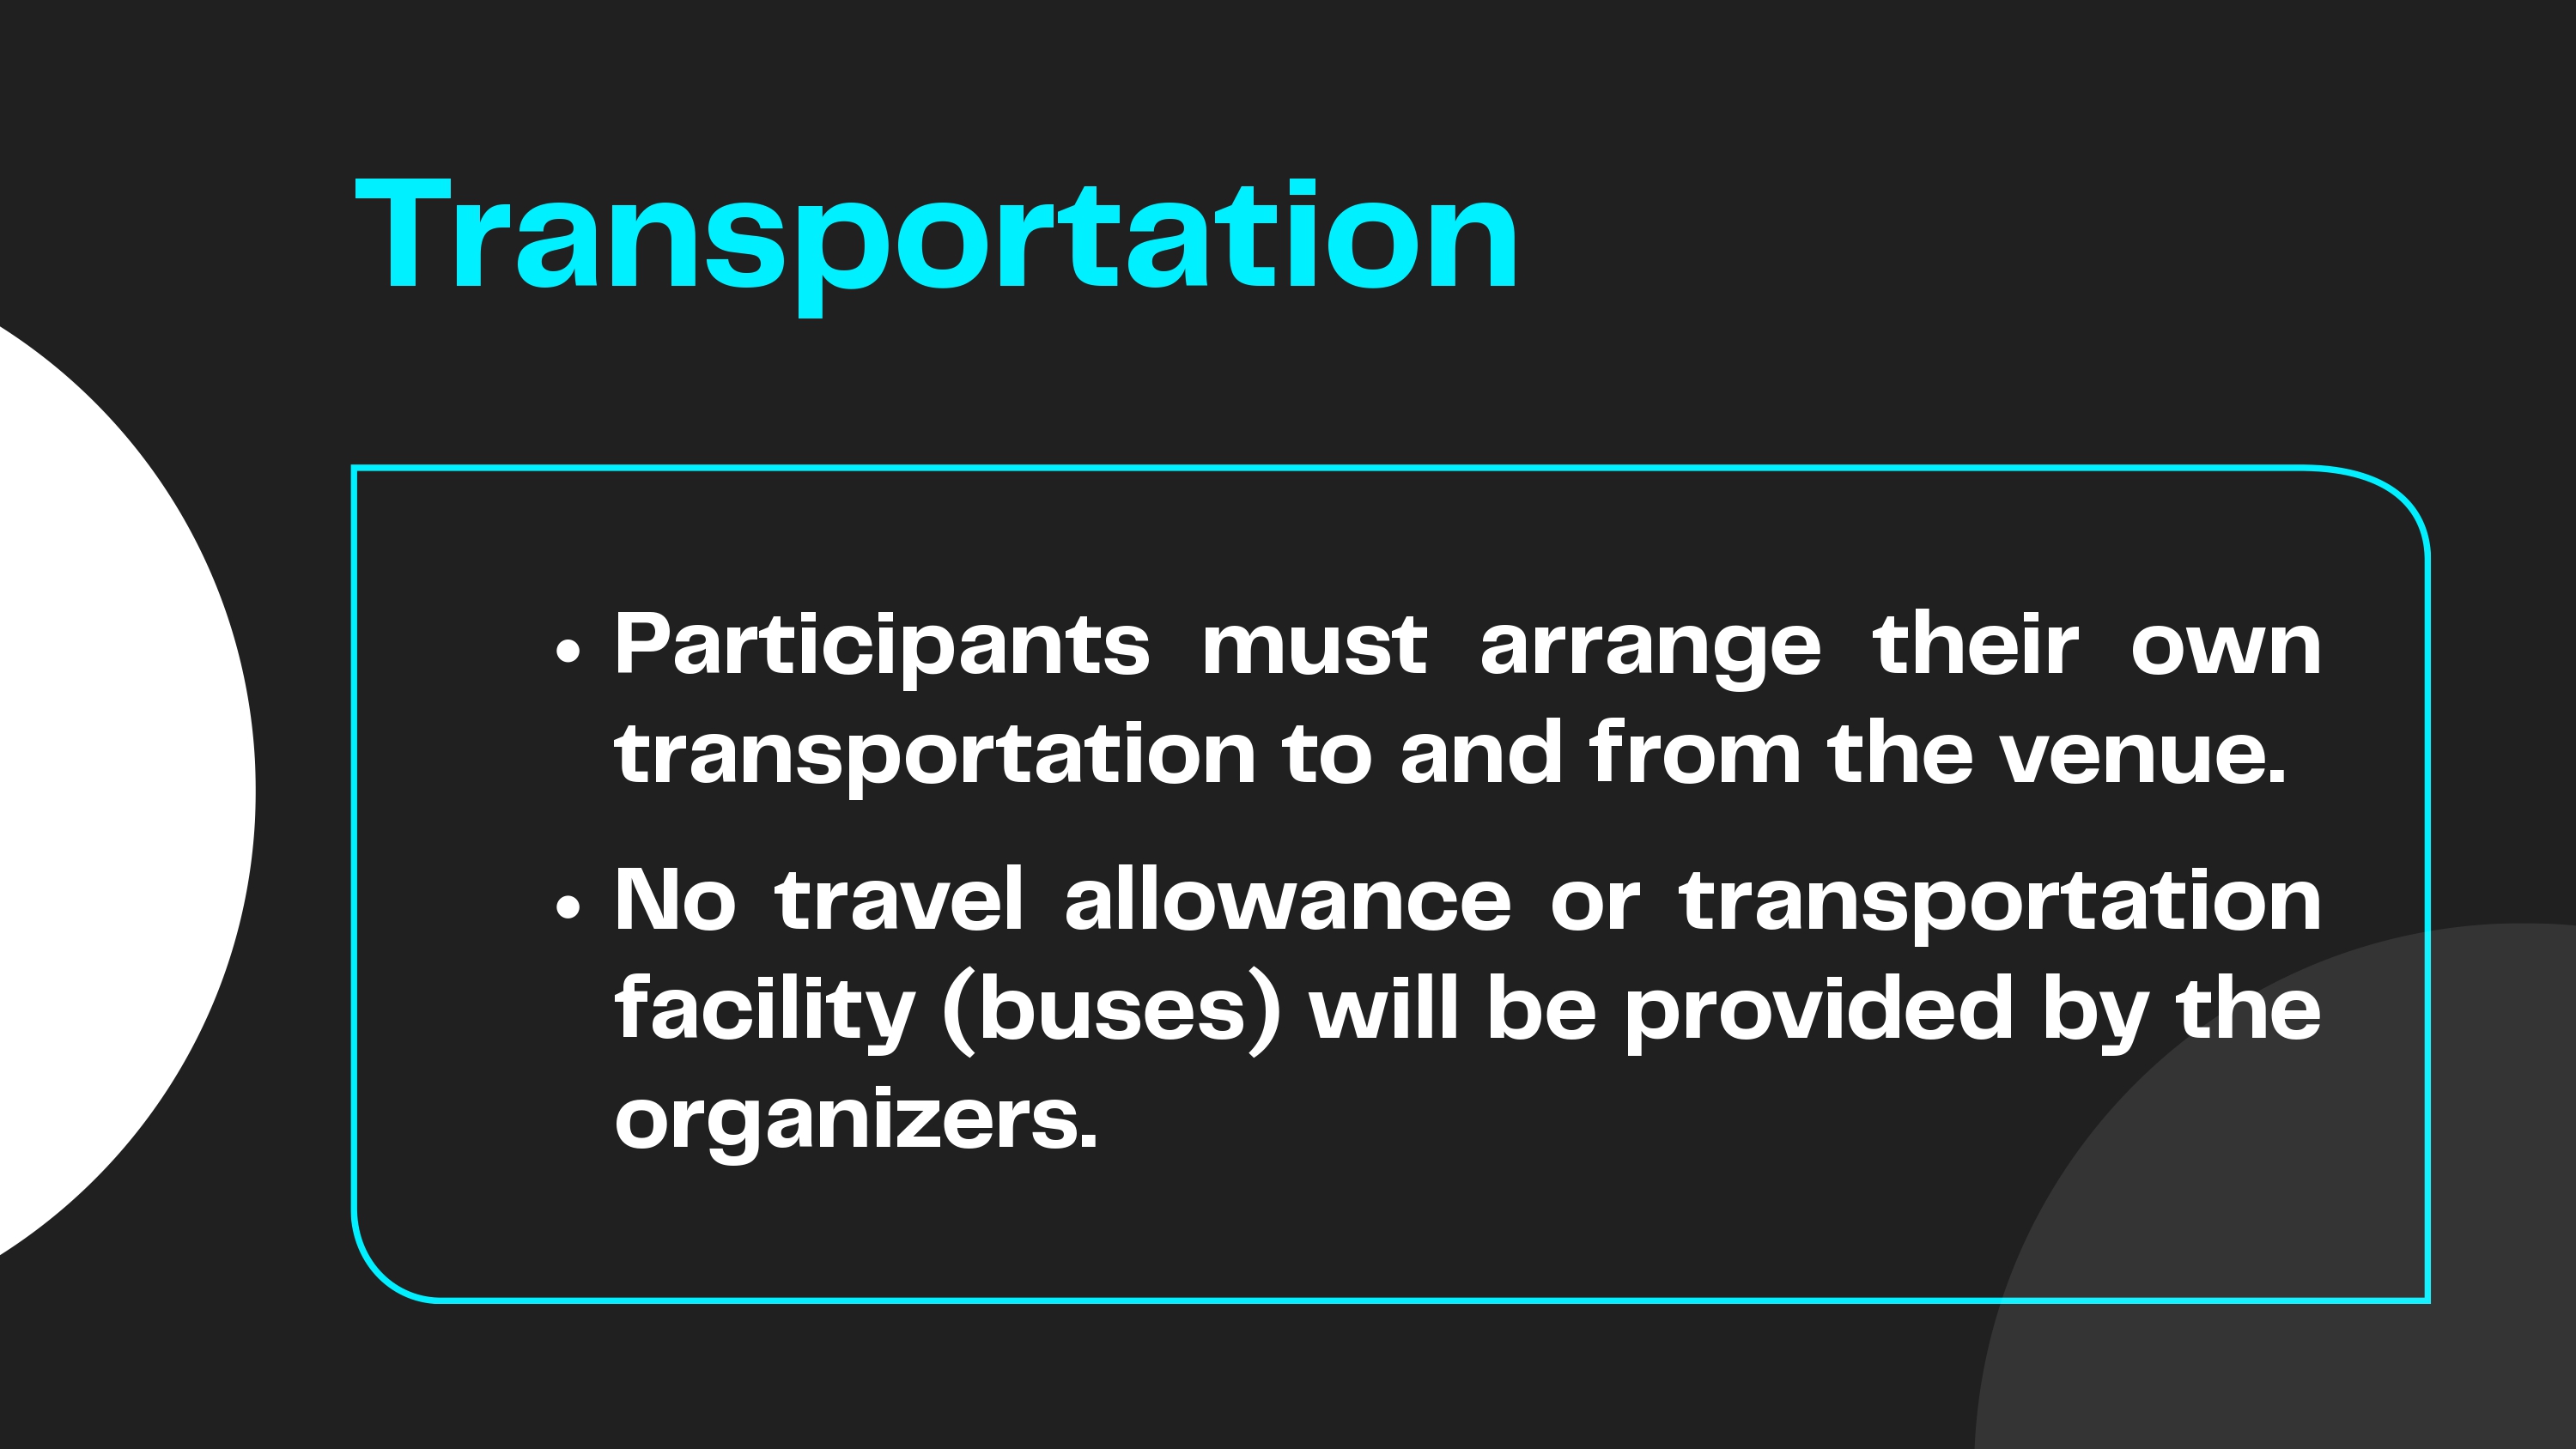 Transportation
• Participants must arrange their own
transportation to and from the venue.
• No travel allowance or transportation
facility (buses) will be provided by the
organizers.